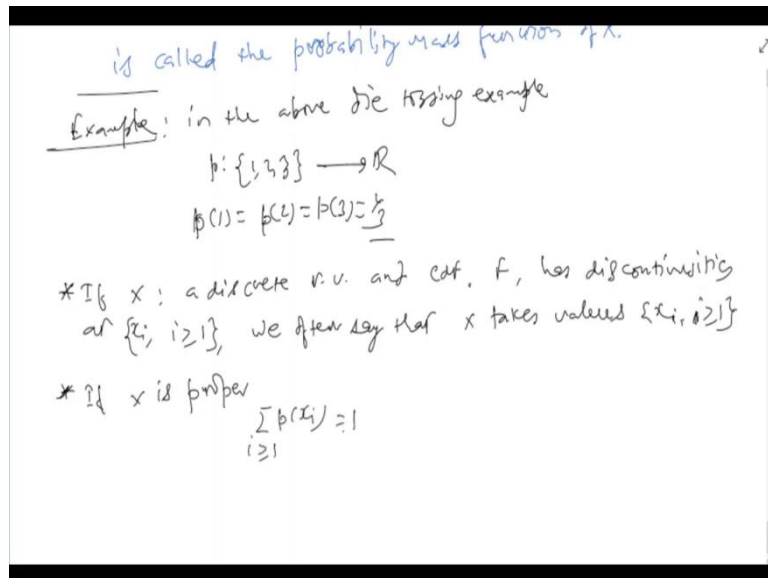 is called the probability mass function of X.
Example: in the above die tossing example
p: {1,2,3} → R
p(1) = p(2) = p(3) = 1/3
* If X : a discrete r.v. and cdf. F, has discontinuities
at {xi, i≥1}, we often say that X takes values {xi, i≥1}
* If X is proper
Σ p(xi) = 1
i≥1